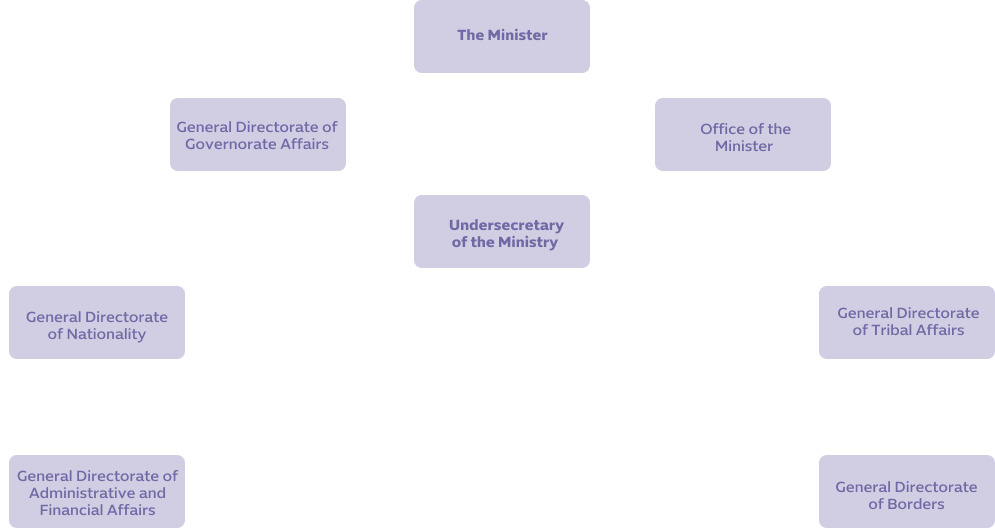 The Minister
General Directorate of
Governorate Affairs
Office of the
Minister
Undersecretary
of the Ministry
General Directorate
of Nationality
General Directorate
of Tribal Affairs
General Directorate of
Administrative and
Financial Affairs
General Directorate
of Borders